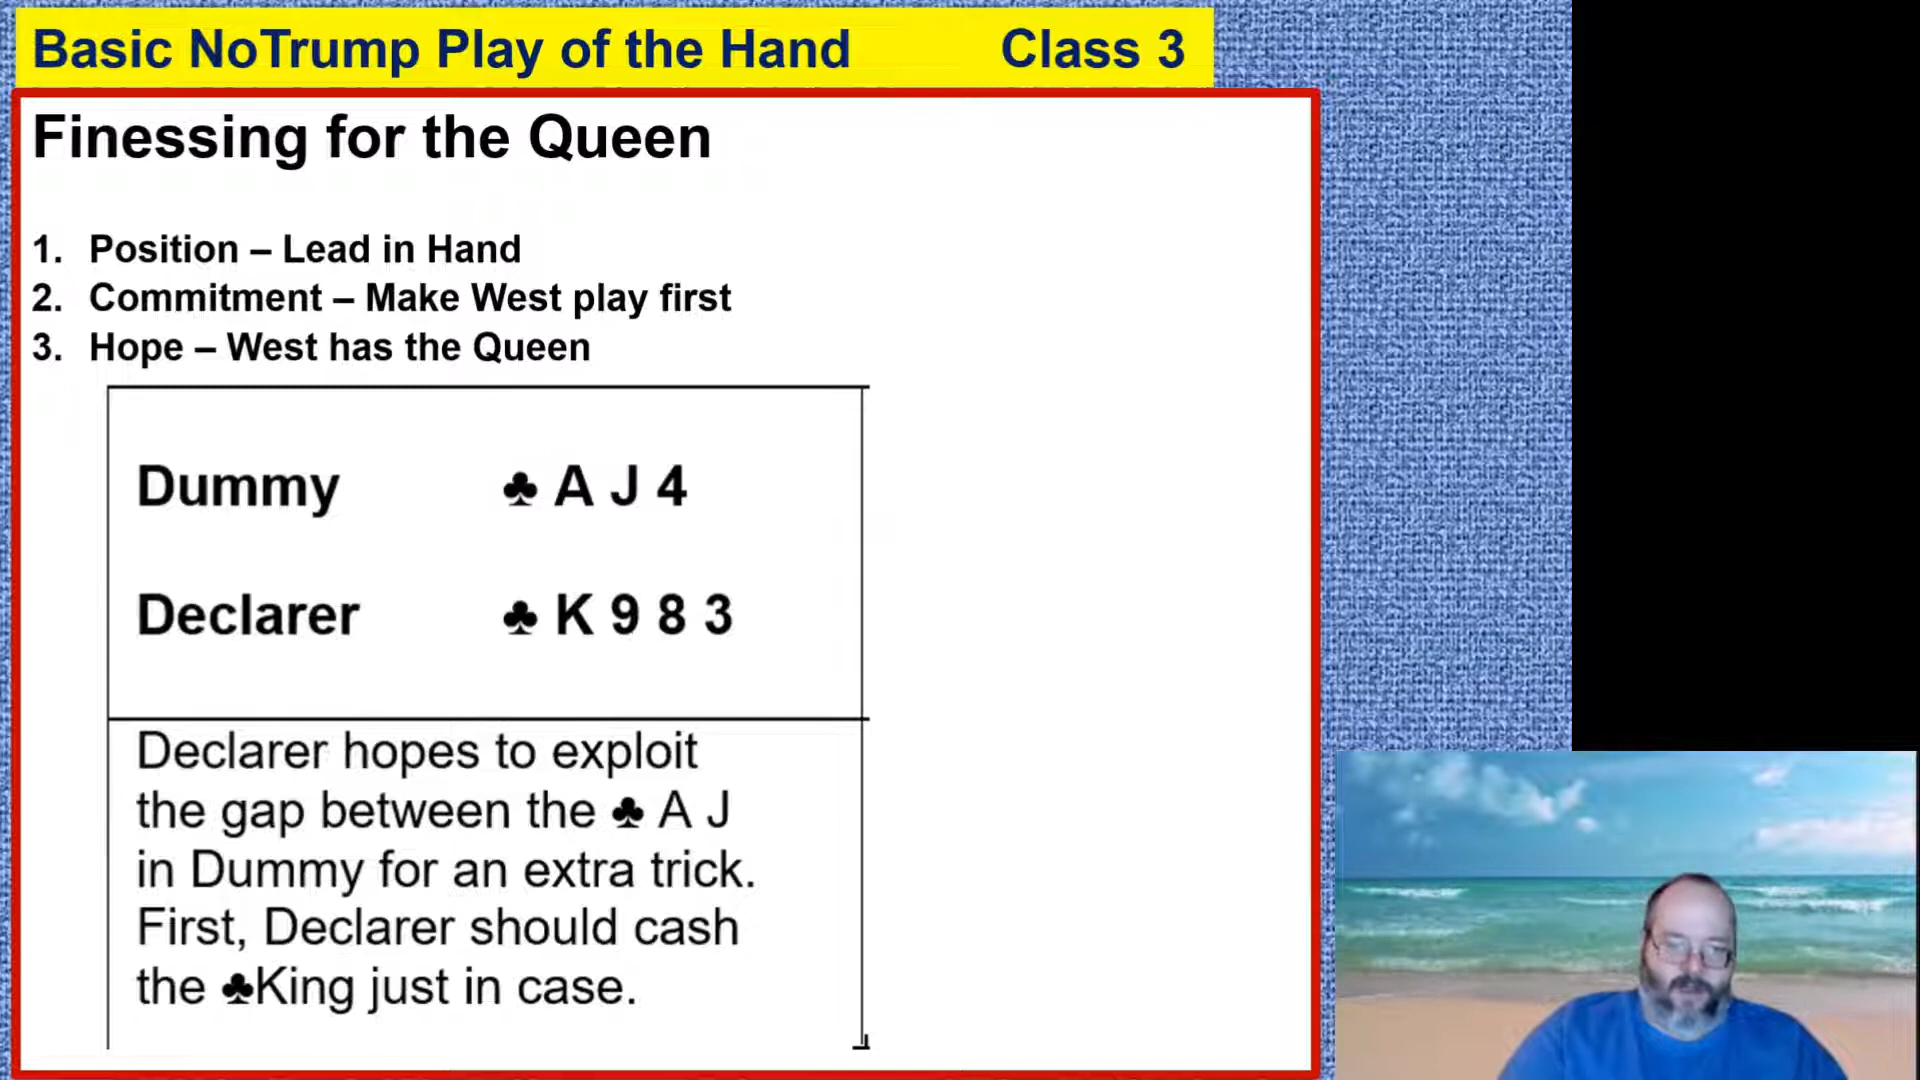 Basic NoTrump Play of the Hand Class 3
Finessing for the Queen
1. Position – Lead in Hand
2. Commitment – Make West play first
3. Hope – West has the Queen
Dummy ♣ A J 4
Declarer ♣ K 9 8 3
Declarer hopes to exploit
the gap between the ♣ A J
in Dummy for an extra trick.
First, Declarer should cash
the ♣King just in case.